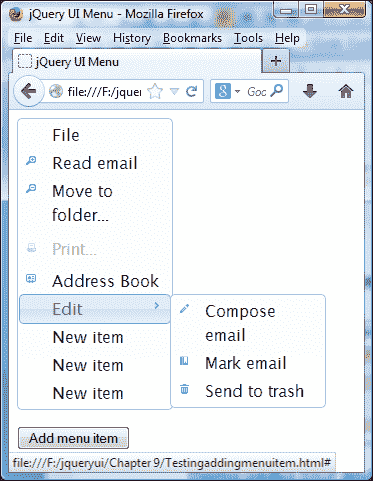 jQuery UI Menu - Mozilla Firefox
File Edit View History Bookmarks Tools Help
jQuery UI Menu
file:///F:/jquer
Goc
File
Read email
Move to
folder...
Print...
Address Book
Edit
Compose
email
New item
Mark email
New item
Send to trash
New item
Add menu item
file:///F:/jqueryui/Chapter 9/Testingaddingmenuitem.html#